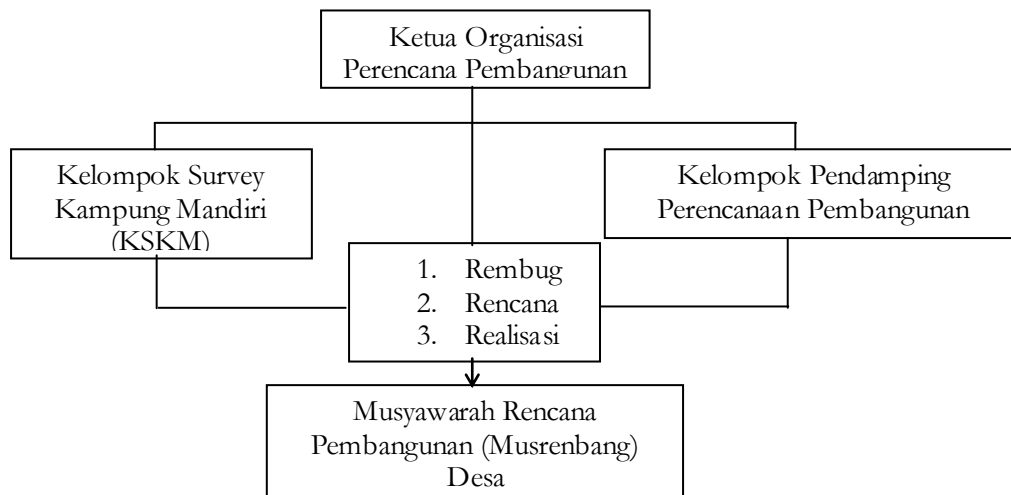 Ketua Organisasi
Perencana Pembangunan
Kelompok Survey
Kampung Mandiri
(KSKM)
Kelompok Pendamping
Perencanaan Pembangunan
1. Rembug
2. Rencana
3. Realisasi
Musyawarah Rencana
Pembangunan (Musrenbang)
Desa